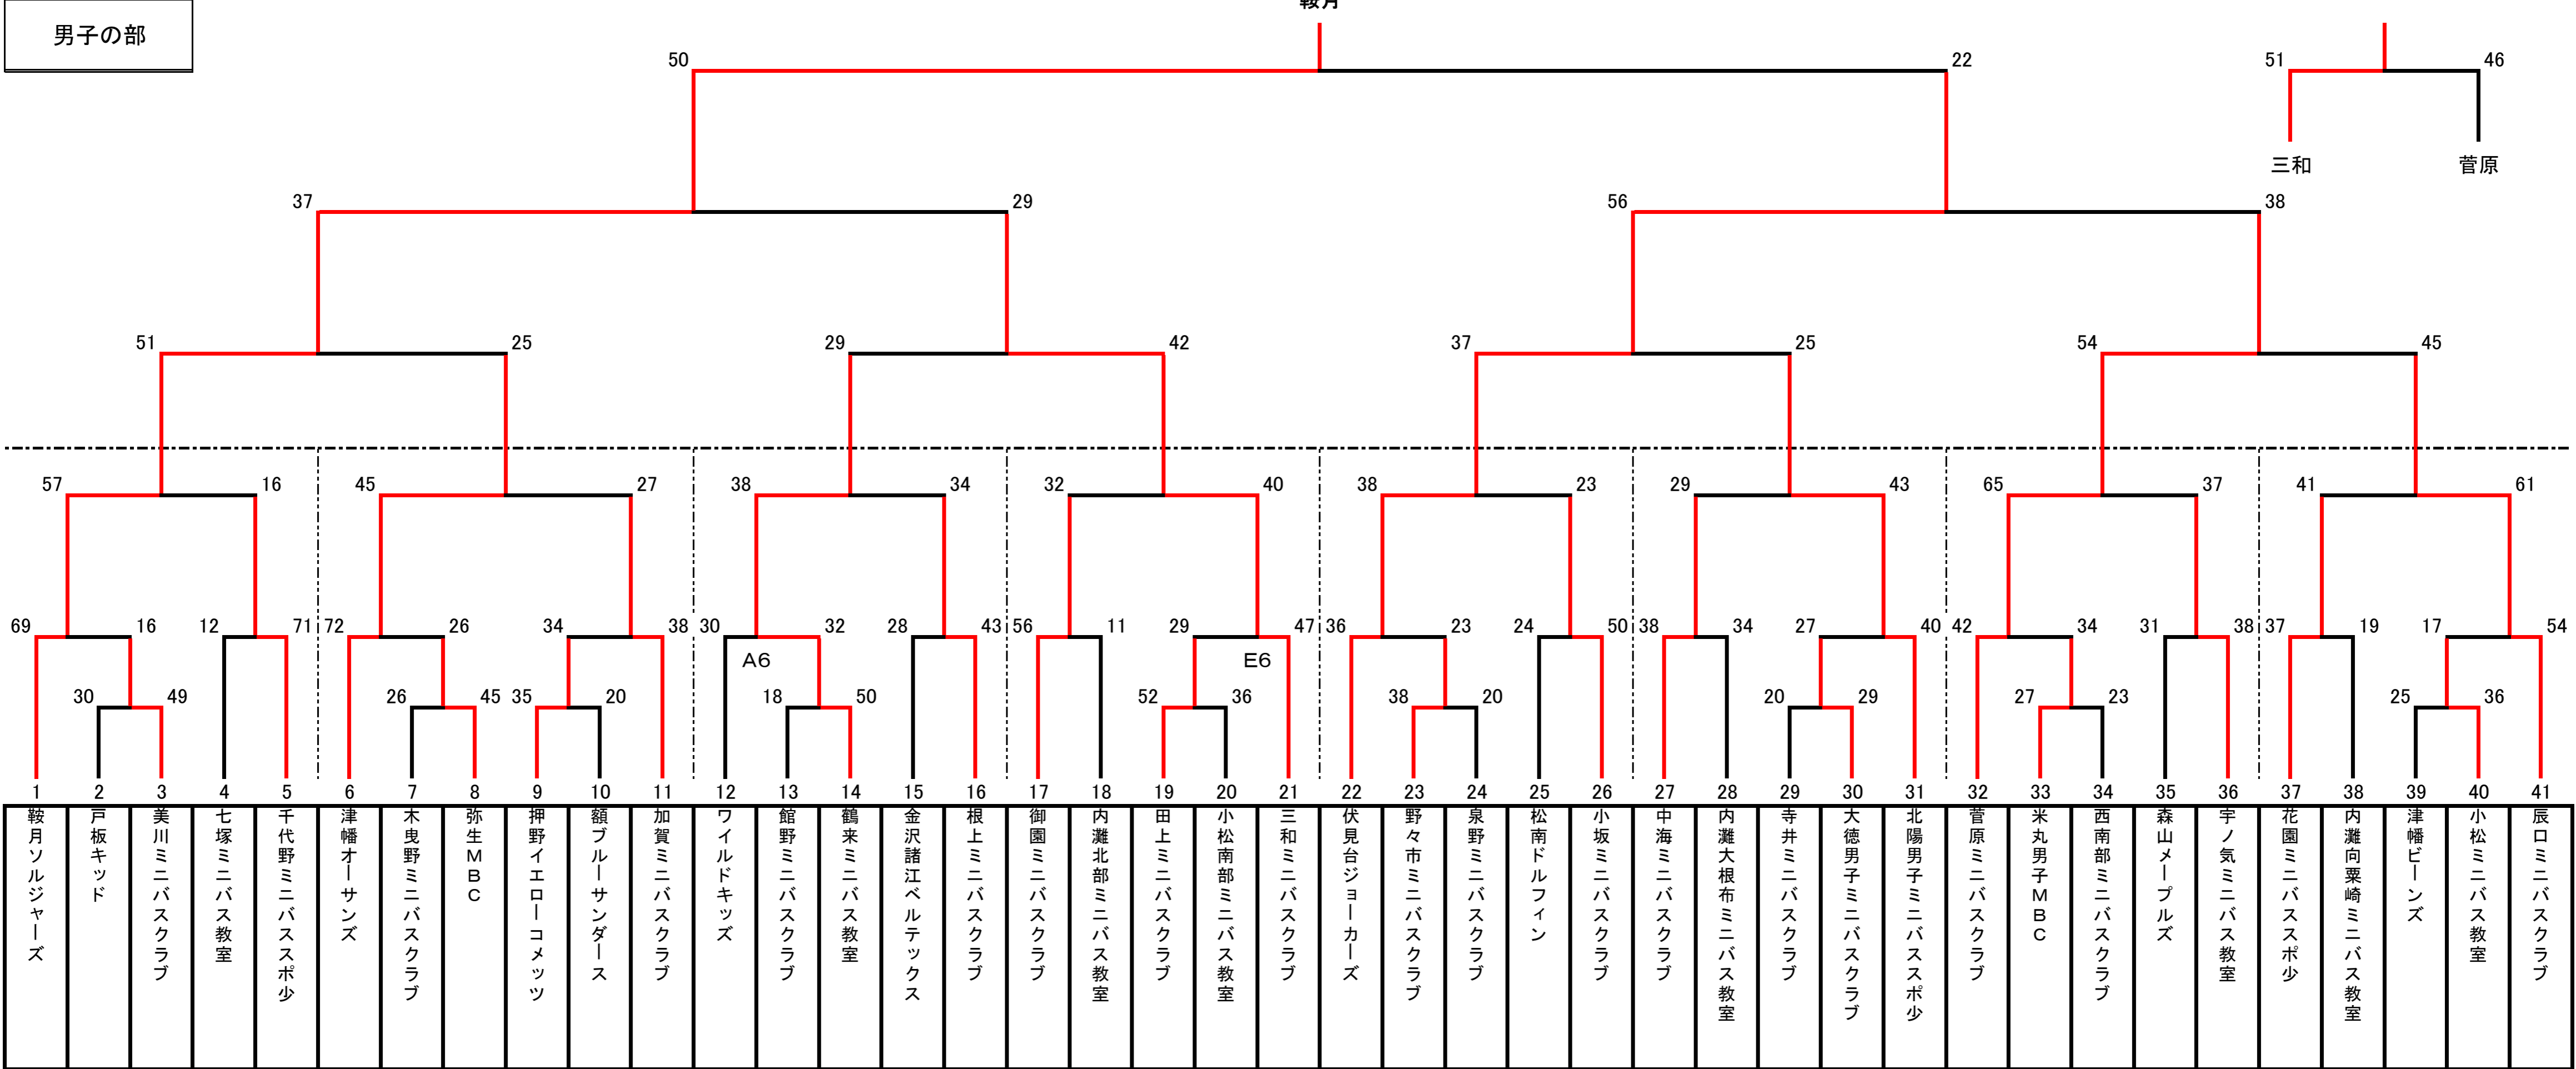 鞍月
男子の部
50 22 51 46
三和 菅原
37 29 56 38
51 25 29 42 37 25 54 45
57 16 45 27 38 34 32 40 38 23 29 43 65 37 41 61
69 16 12 71 72 26 34 38 30 32 28 43 56 11 29 47 36 23 24 50 38 34 27 40 42 34 31 38 37 19 17 54
A6 E6
30 49 26 45 35 20 18 50 52 36 38 20 20 29 27 23 25 36
1 2 3 4 5 6 7 8 9 10 11 12 13 14 15 16 17 18 19 20 21 22 23 24 25 26 27 28 29 30 31 32 33 34 35 36 37 38 39 40 41
鞍月ソルジャーズ
戸板キッド
美川ミニバスクラブ
七塚ミニバス教室
千代野ミニバススポ少
津幡オーサンズ
木曳野ミニバスクラブ
弥生MBC
押野イエローコメッツ
額ブルーサンダース
加賀ミニバスクラブ
ワイルドキッズ
館野ミニバスクラブ
鶴来ミニバス教室
金沢諸江ベルテックス
根上ミニバスクラブ
御園ミニバスクラブ
内灘北部ミニバス教室
田上ミニバスクラブ
小松南部ミニバス教室
三和ミニバスクラブ
伏見台ジョーカーズ
野々市ミニバスクラブ
泉野ミニバスクラブ
松南ドルフィン
小坂ミニバスクラブ
中海ミニバスクラブ
内灘大根布ミニバス教室
寺井ミニバスクラブ
大徳男子ミニバスクラブ
北陽男子ミニバススポ少
菅原ミニバスクラブ
米丸男子MBC
西南部ミニバスクラブ
森山メープルズ
宇ノ気ミニバス教室
花園ミニバススポ少
内灘向粟崎ミニバス教室
津幡ビーンズ
小松ミニバス教室
辰口ミニバスクラブ